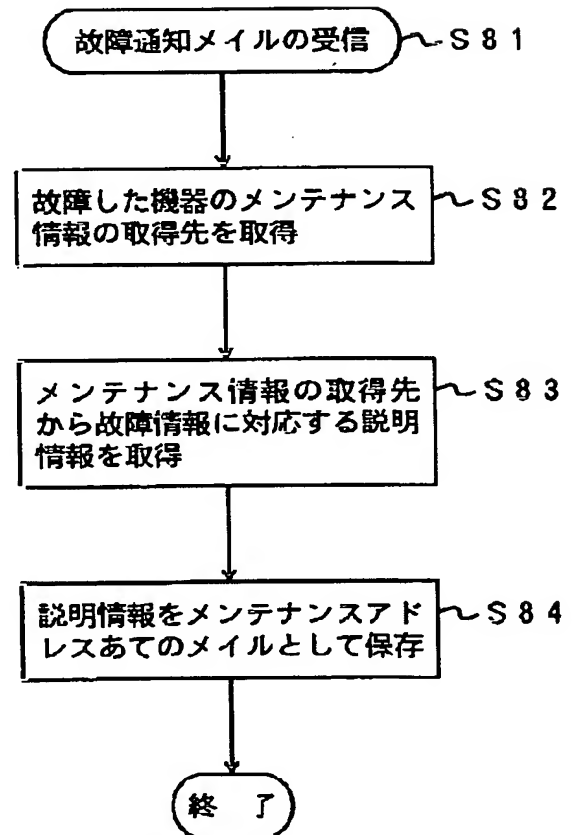 故障通知メイルの受信 S81
故障した機器のメンテナンス S82
情報の取得先を取得
メンテナンス情報の取得先 S83
から故障情報に対応する説明
情報を取得
説明情報をメンテナンスアド S84
レスあてのメイルとして保存
終 了